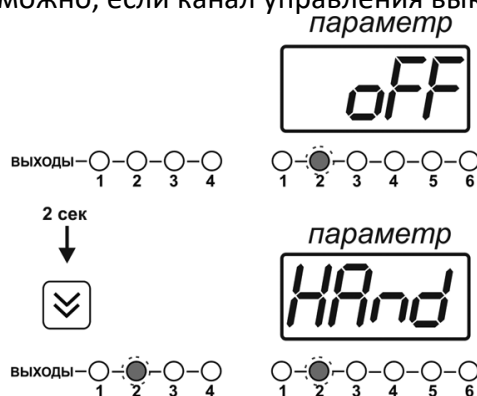 можно, если канал управления вык
параметр
oFF
выходы
1 2 3 4
1 2 3 4 5 6
2 сек
параметр
HAnd
выходы
1 2 3 4
1 2 3 4 5 6